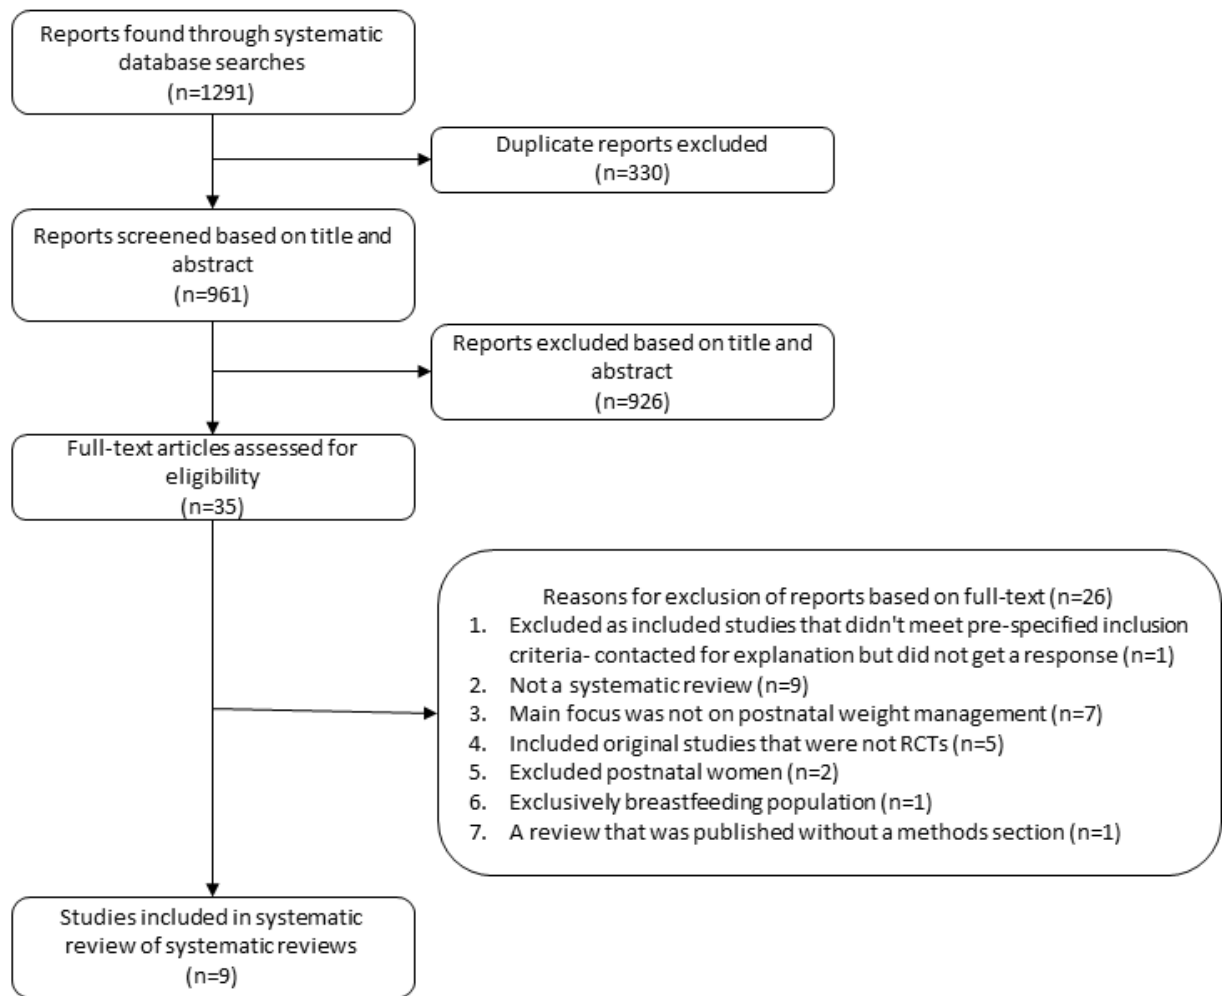 Reports found through systematic
database searches
(n=1291)
Duplicate reports excluded
(n=330)
Reports screened based on title and
abstract
(n=961)
Reports excluded based on title and
abstract
(n=926)
Full-text articles assessed for
eligibility
(n=35)
Reasons for exclusion of reports based on full-text (n=26)
1. Excluded as included studies that didn't meet pre-specified inclusion
criteria- contacted for explanation but did not get a response (n=1)
2. Not a systematic review (n=9)
3. Main focus was not on postnatal weight management (n=7)
4. Included original studies that were not RCTs (n=5)
5. Excluded postnatal women (n=2)
6. Exclusively breastfeeding population (n=1)
7. A review that was published without a methods section (n=1)
Studies included in systematic
review of systematic reviews
(n=9)